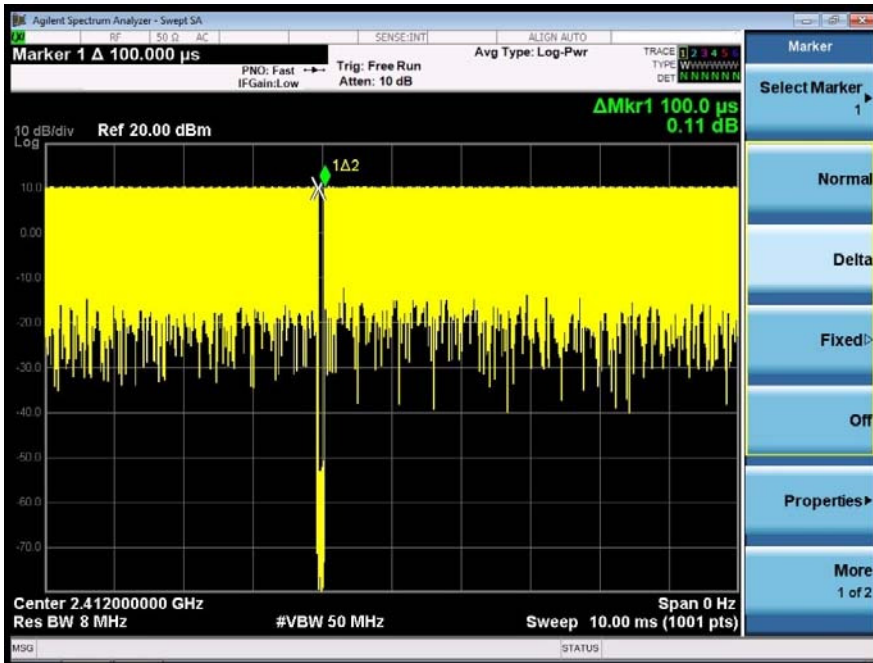 Agilent Spectrum Analyzer - Swept SA
RF 50 Ω AC SENSE:INT ALIGN AUTO
Marker 1 Δ 100.000 µs
PNO: Fast
IFGain:Low
Trig: Free Run
Atten: 10 dB
Avg Type: Log-Pwr
TRACE 1 2 3 4 5 6
TYPE WWWWWW
DET N N N N N N
ΔMkr1 100.0 µs
0.11 dB
10 dB/div
Log
Ref 20.00 dBm
1Δ2
10.0
0.00
-10.0
-20.0
-30.0
-40.0
-50.0
-60.0
-70.0
Center 2.412000000 GHz
Res BW 8 MHz
#VBW 50 MHz
Span 0 Hz
Sweep 10.00 ms (1001 pts)
MSG
STATUS
Marker
Select Marker
1
Normal
Delta
Fixed
Off
Properties
More
1 of 2